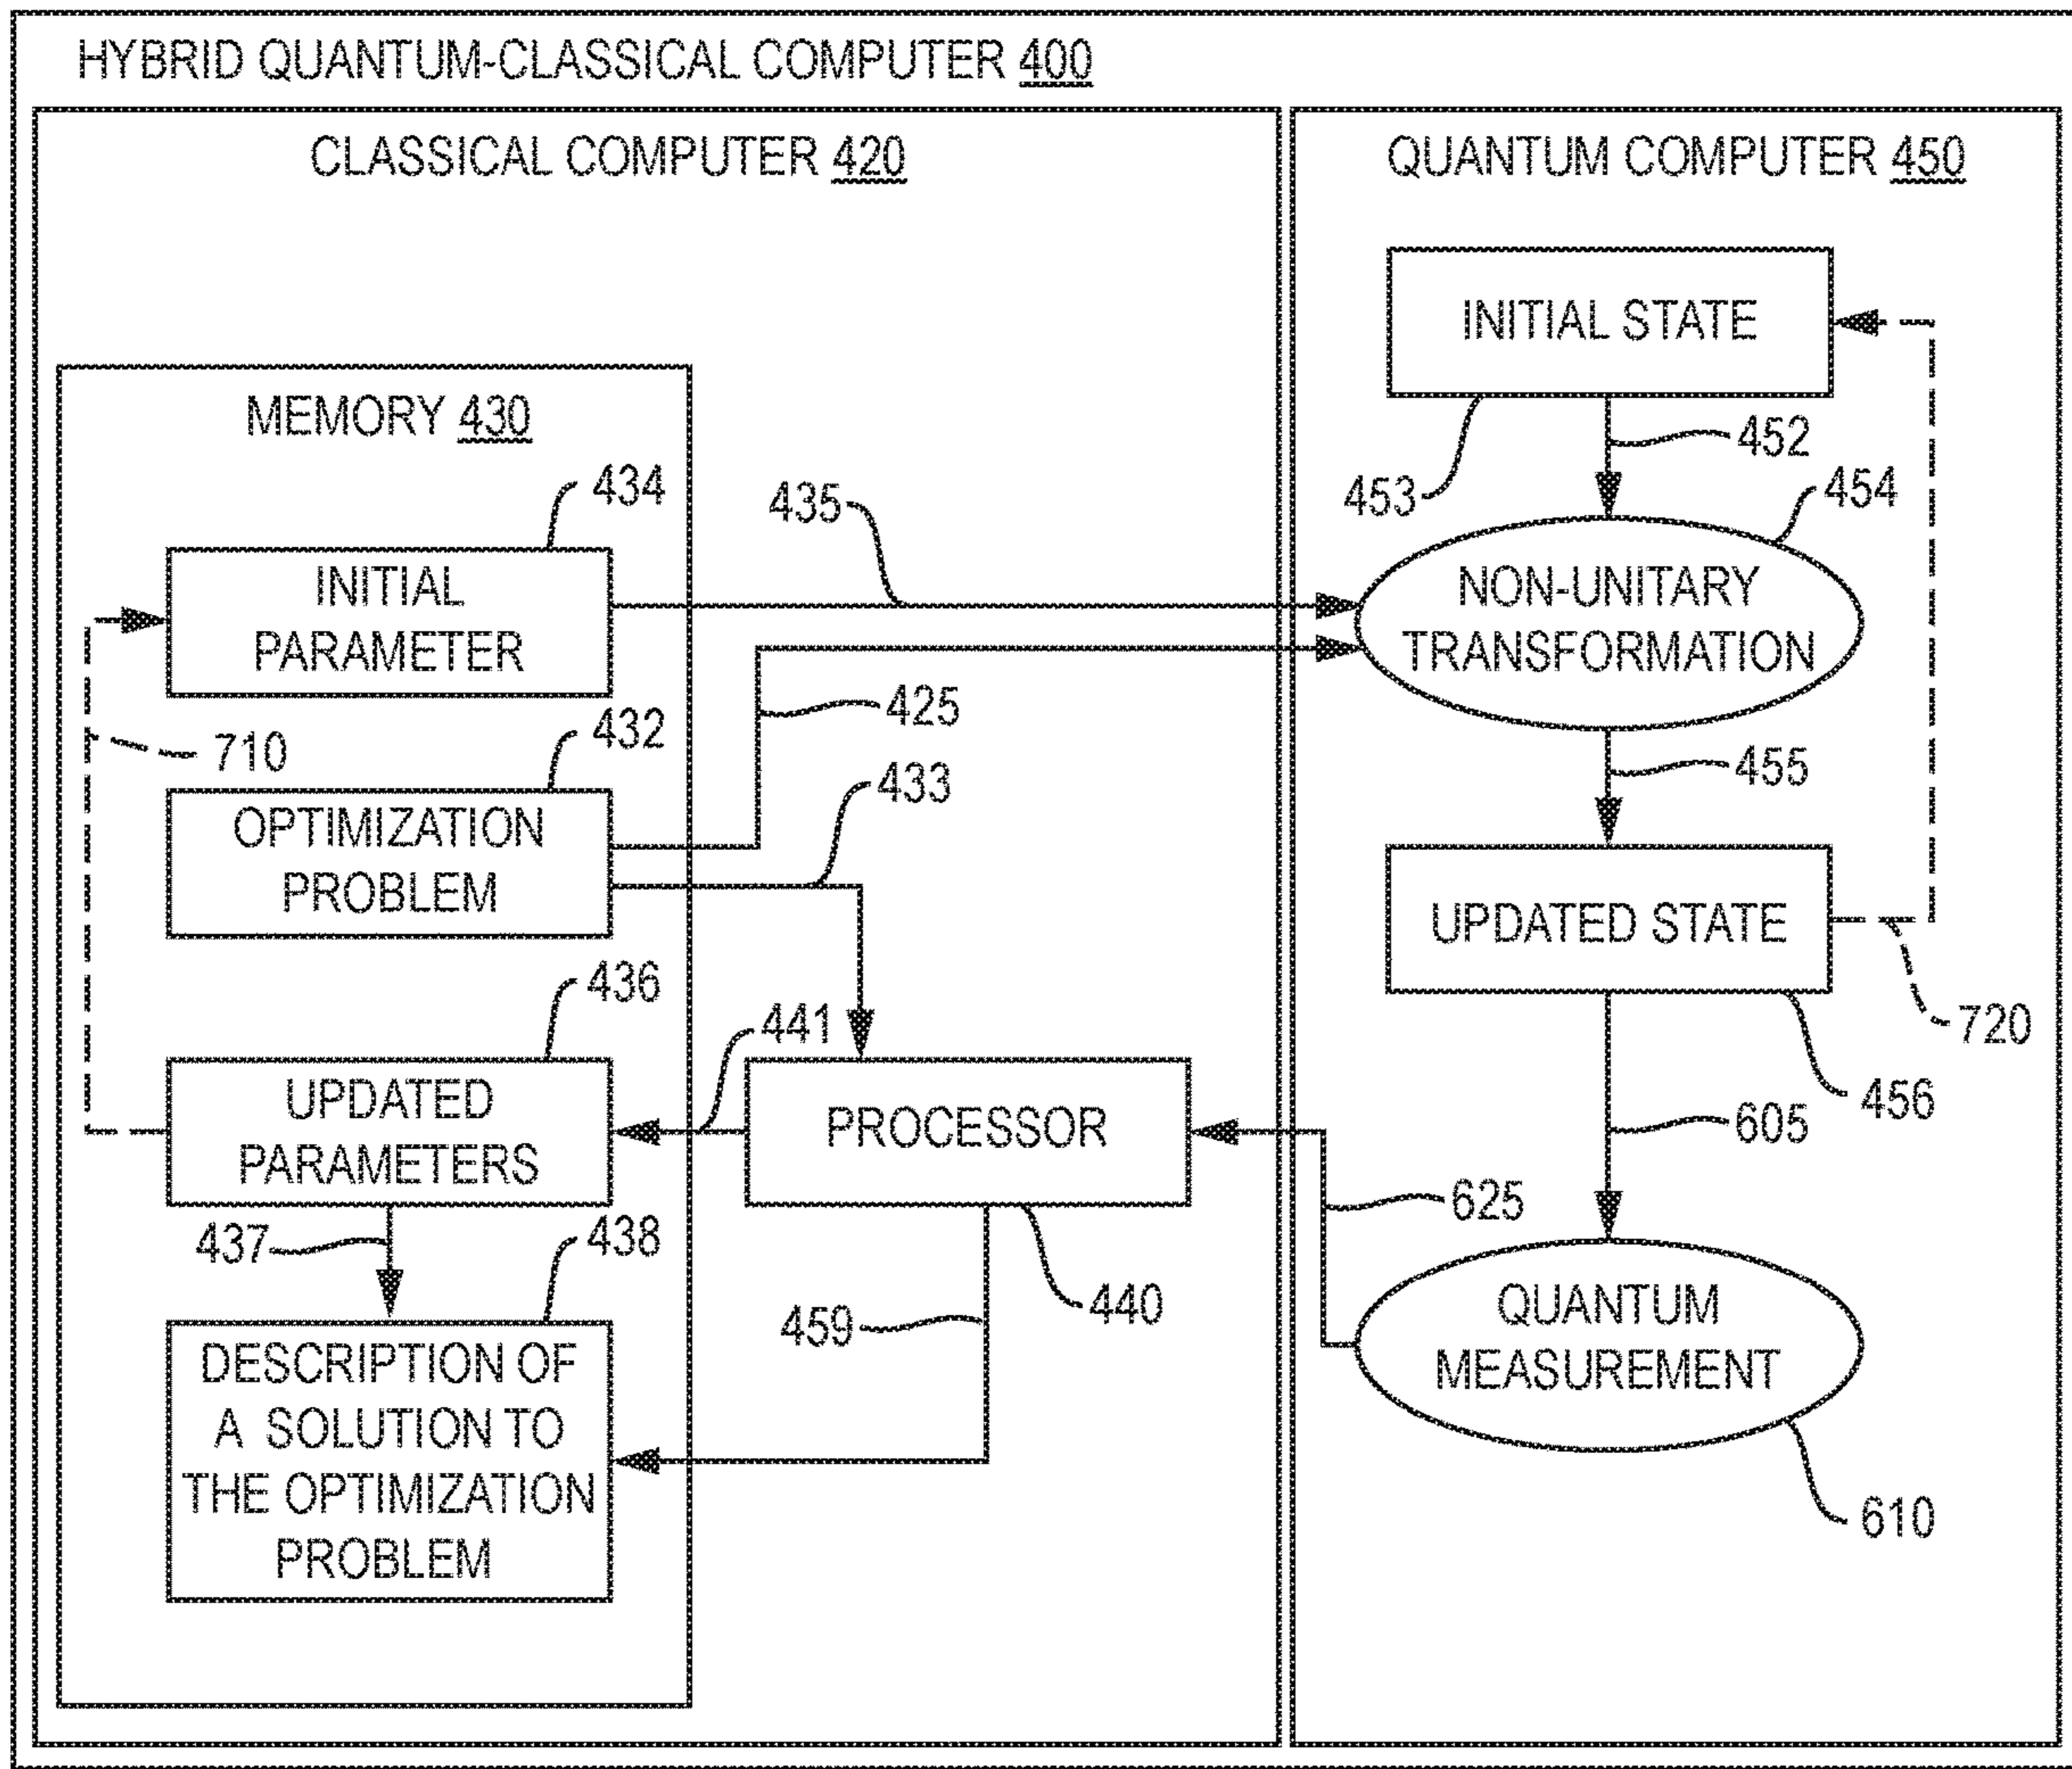 HYBRID QUANTUM-CLASSICAL COMPUTER 400
CLASSICAL COMPUTER 420
MEMORY 430
434
INITIAL
PARAMETER
435
710
432
425
OPTIMIZATION
PROBLEM
433
436
441
UPDATED
PARAMETERS
PROCESSOR
437
438
459
440
DESCRIPTION OF
A SOLUTION TO
THE OPTIMIZATION
PROBLEM
QUANTUM COMPUTER 450
INITIAL STATE
452
453
454
NON-UNITARY
TRANSFORMATION
455
UPDATED STATE
720
456
605
625
QUANTUM
MEASUREMENT
610